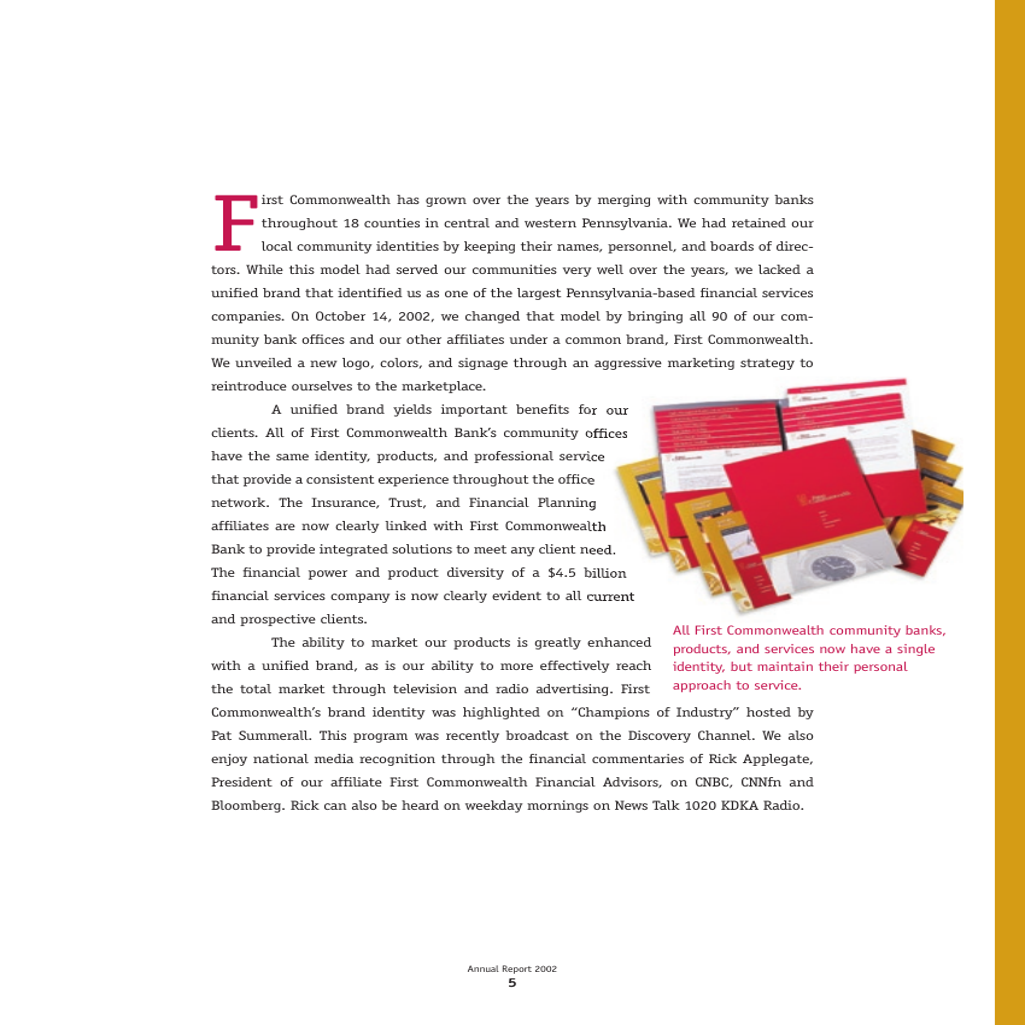 First Commonwealth has grown over the years by merging with community banks
throughout 18 counties in central and western Pennsylvania. We had retained our
local community identities by keeping their names, personnel, and boards of direc-
tors. While this model had served our communities very well over the years, we lacked a
unified brand that identified us as one of the largest Pennsylvania-based financial services
companies. On October 14, 2002, we changed that model by bringing all 90 of our com-
munity bank offices and our other affiliates under a common brand, First Commonwealth.
We unveiled a new logo, colors, and signage through an aggressive marketing strategy to
reintroduce ourselves to the marketplace.
A unified brand yields important benefits for our
clients. All of First Commonwealth Bank’s community offices
have the same identity, products, and professional service
that provide a consistent experience throughout the office
network. The Insurance, Trust, and Financial Planning
affiliates are now clearly linked with First Commonwealth
Bank to provide integrated solutions to meet any client need.
The financial power and product diversity of a $4.5 billion
financial services company is now clearly evident to all current
and prospective clients.
First
Commonwealth
All First Commonwealth community banks,
products, and services now have a single
identity, but maintain their personal
approach to service.
The ability to market our products is greatly enhanced
with a unified brand, as is our ability to more effectively reach
the total market through television and radio advertising. First
Commonwealth’s brand identity was highlighted on “Champions of Industry” hosted by
Pat Summerall. This program was recently broadcast on the Discovery Channel. We also
enjoy national media recognition through the financial commentaries of Rick Applegate,
President of our affiliate First Commonwealth Financial Advisors, on CNBC, CNNfn and
Bloomberg. Rick can also be heard on weekday mornings on News Talk 1020 KDKA Radio.
Annual Report 2002
5